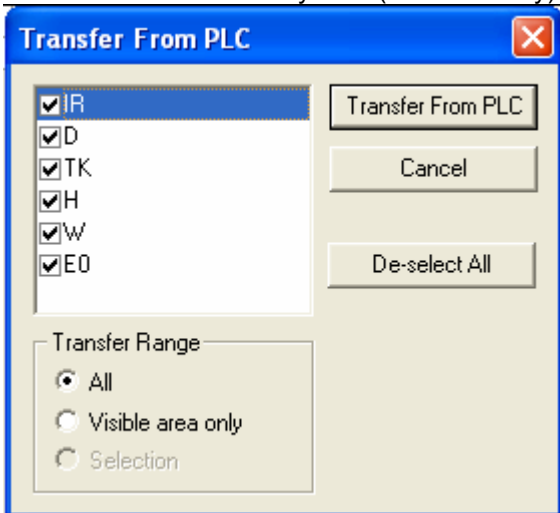 Transfer From PLC
IR
D
TK
H
W
E0
Transfer From PLC
Cancel
De-select All
Transfer Range
All
Visible area only
Selection